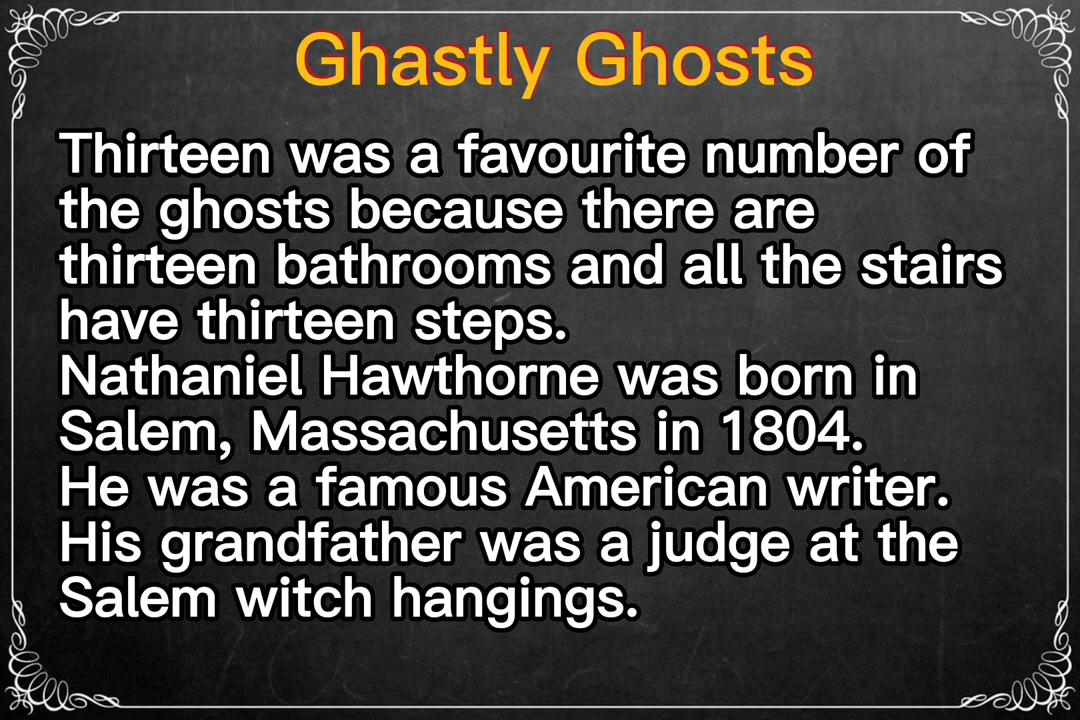 Ghastly Ghosts
Thirteen was a favourite number of
the ghosts because there are
thirteen bathrooms and all the stairs
have thirteen steps.
Nathaniel Hawthorne was born in
Salem, Massachusetts in 1804.
He was a famous American writer.
His grandfather was a judge at the
Salem witch hangings.